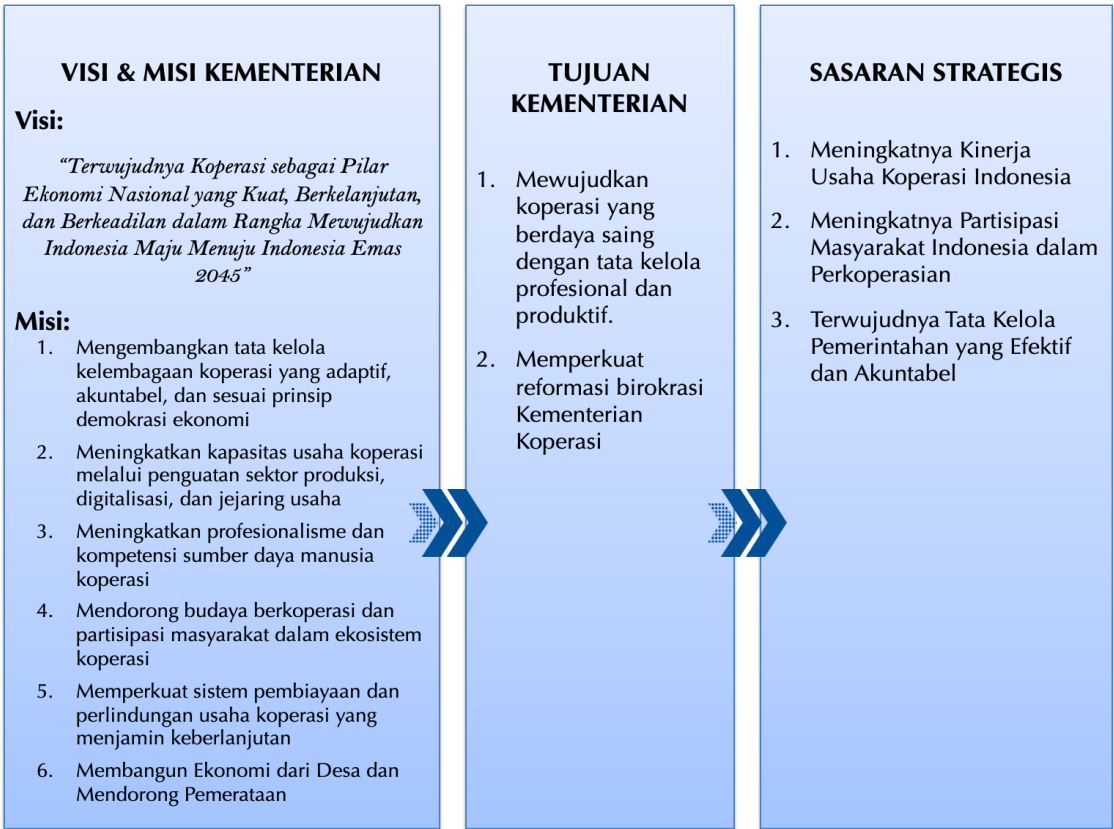 VISI & MISI KEMENTERIAN
Visi:
“Terwujudnya Koperasi sebagai Pilar
Ekonomi Nasional yang Kuat, Berkelanjutan,
dan Berkeadilan dalam Rangka Mewujudkan
Indonesia Maju Menuju Indonesia Emas
2045”
Misi:
1. Mengembangkan tata kelola
kelembagaan koperasi yang adaptif,
akuntabel, dan sesuai prinsip
demokrasi ekonomi
2. Meningkatkan kapasitas usaha koperasi
melalui penguatan sektor produksi,
digitalisasi, dan jejaring usaha
3. Meningkatkan profesionalisme dan
kompetensi sumber daya manusia
koperasi
4. Mendorong budaya berkoperasi dan
partisipasi masyarakat dalam ekosistem
koperasi
5. Memperkuat sistem pembiayaan dan
perlindungan usaha koperasi yang
menjamin keberlanjutan
6. Membangun Ekonomi dari Desa dan
Mendorong Pemerataan
TUJUAN
KEMENTERIAN
1. Mewujudkan
koperasi yang
berdaya saing
dengan tata kelola
profesional dan
produktif.
2. Memperkuat
reformasi birokrasi
Kementerian
Koperasi
SASARAN STRATEGIS
1. Meningkatnya Kinerja
Usaha Koperasi Indonesia
2. Meningkatnya Partisipasi
Masyarakat Indonesia dalam
Perkoperasian
3. Terwujudnya Tata Kelola
Pemerintahan yang Efektif
dan Akuntabel